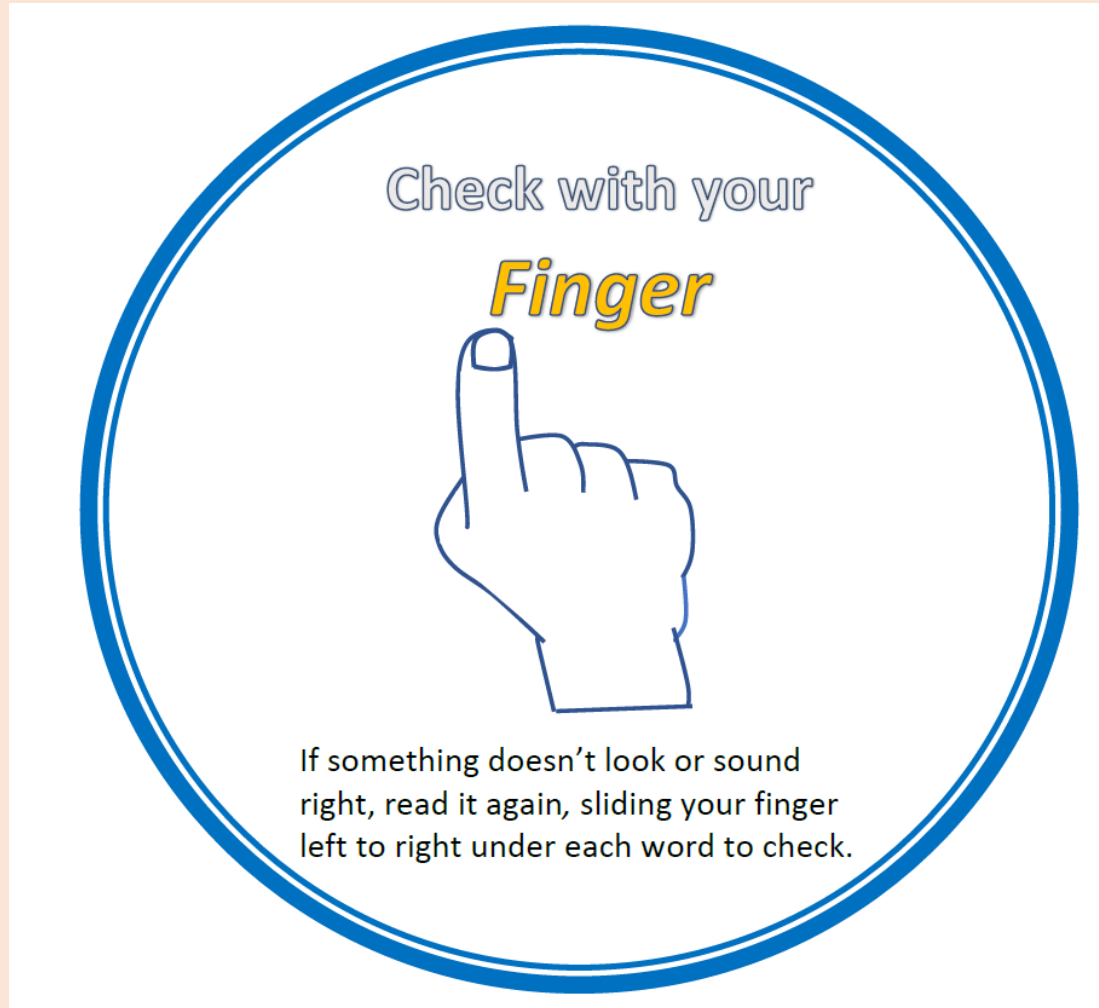 Check with your
Finger
If something doesn’t look or sound
right, read it again, sliding your finger
left to right under each word to check.